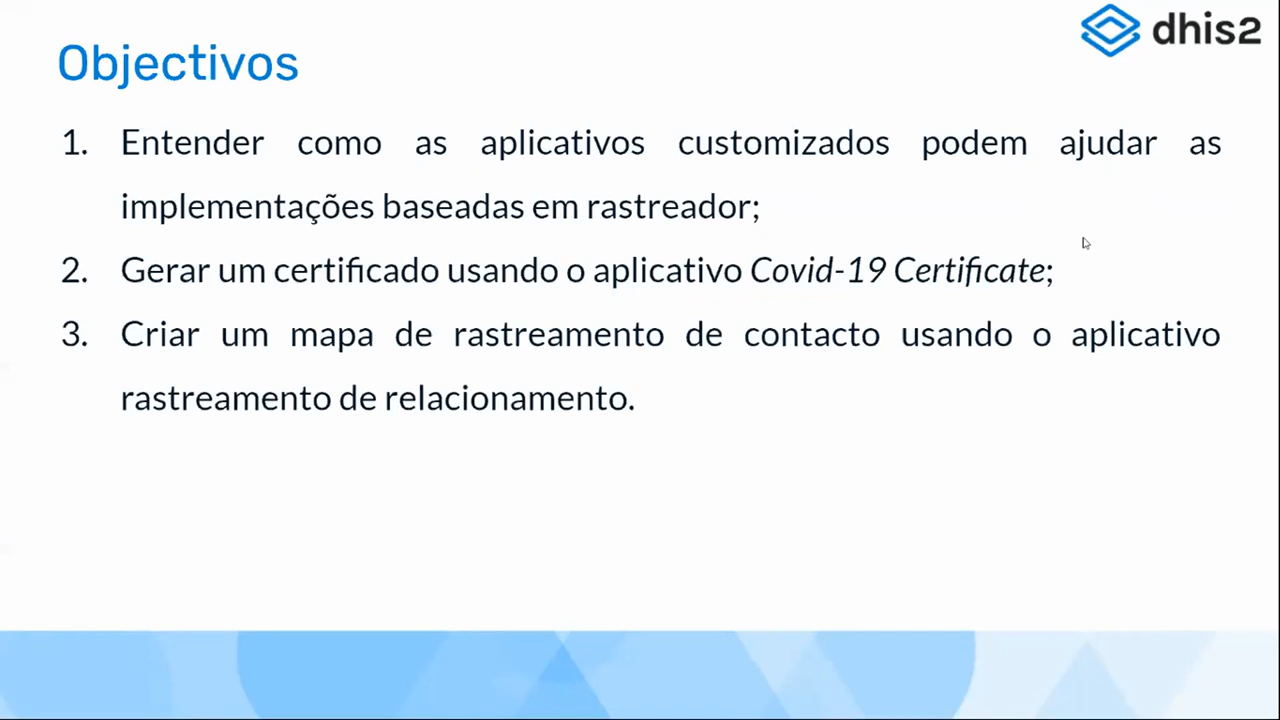 dhis2
Objectivos
1. Entender como as aplicativos customizados podem ajudar as
implementações baseadas em rastreador;
2. Gerar um certificado usando o aplicativo Covid-19 Certificate;
3. Criar um mapa de rastreamento de contacto usando o aplicativo
rastreamento de relacionamento.